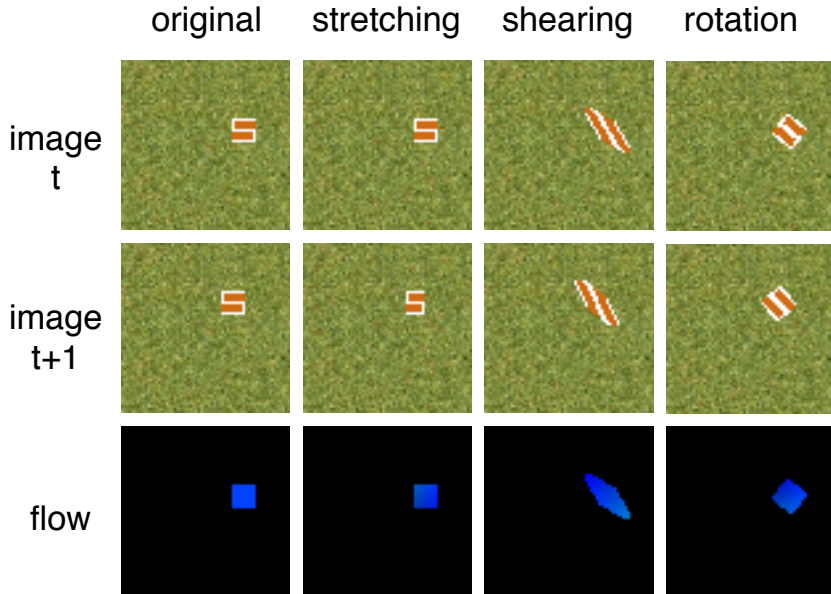 original stretching shearing rotation
image
t
image
t+1
flow